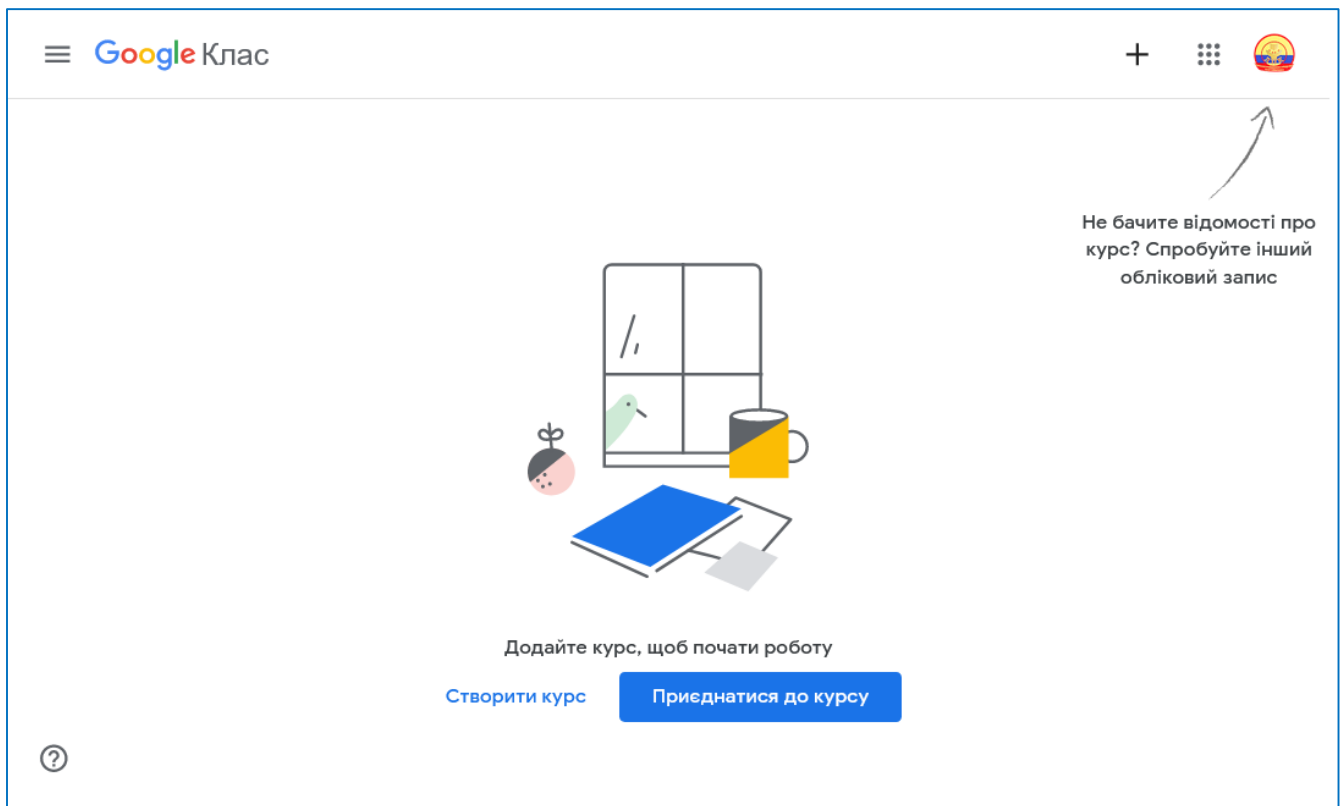 Google Клас
Не бачите відомості про
курс? Спробуйте інший
обліковий запис
Додайте курс, щоб почати роботу
Створити курс
Приєднатися до курсу